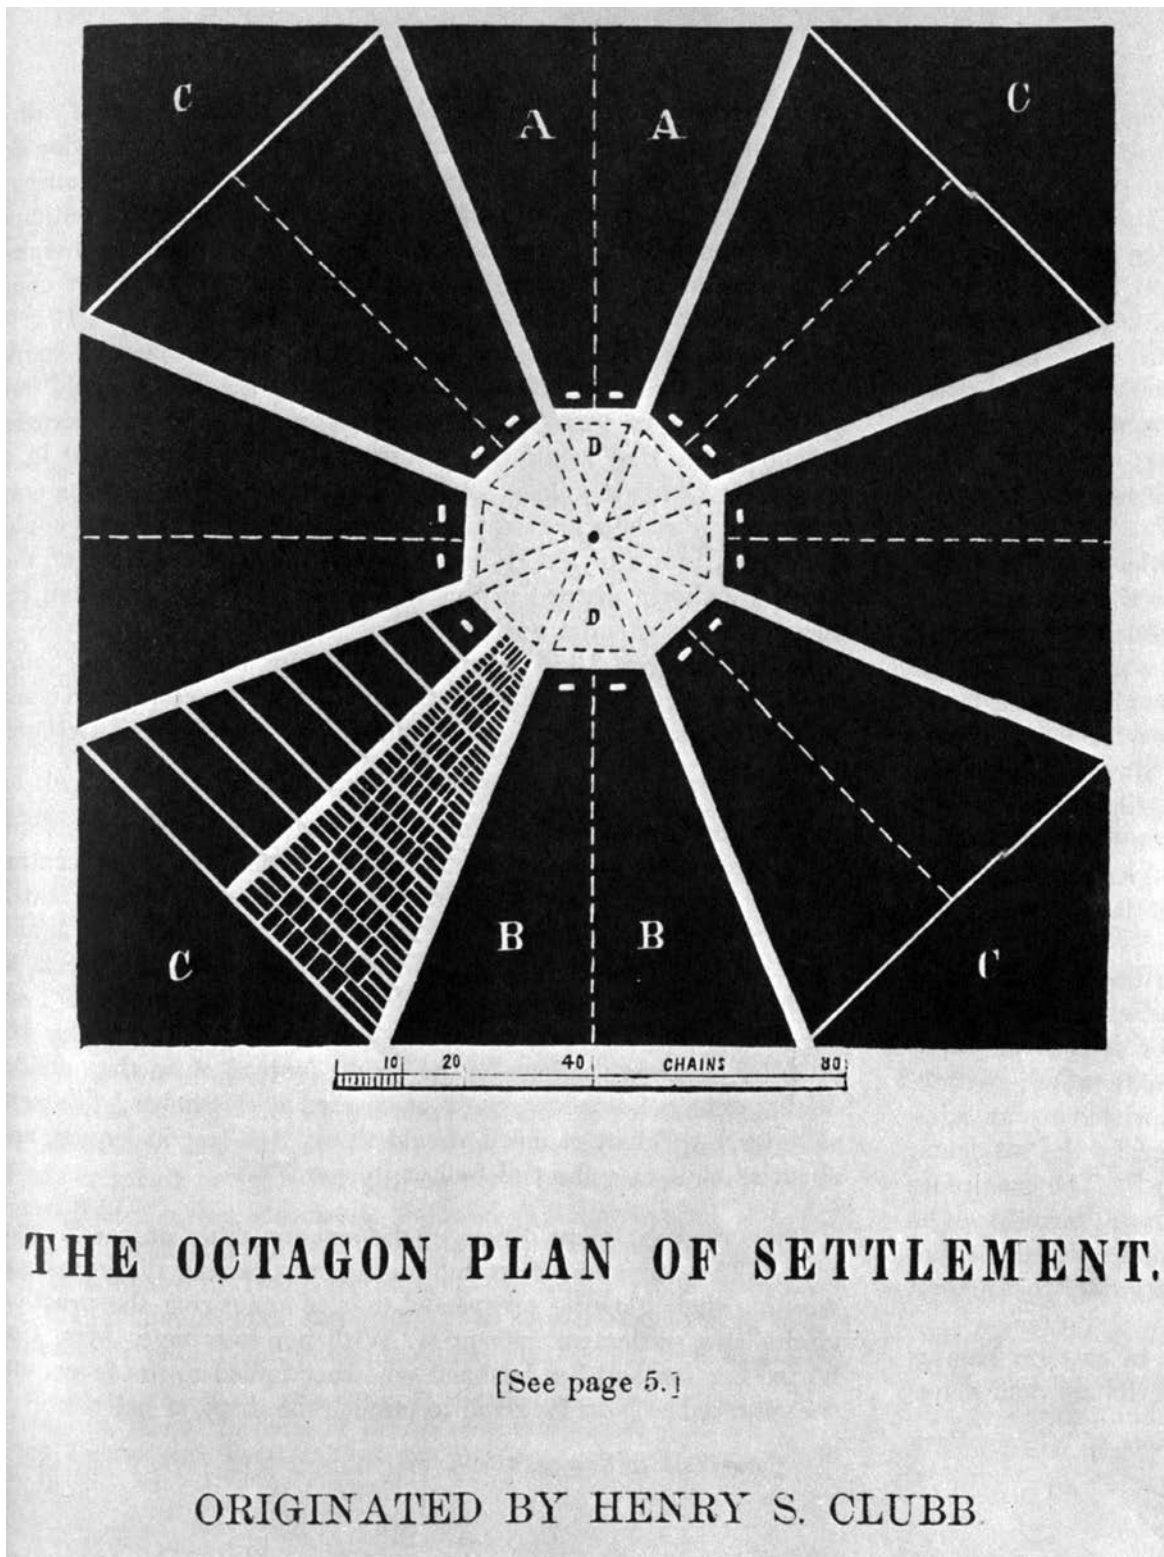 C A A C
D
D
B B
C C
10 20 40 CHAINS 80
THE OCTAGON PLAN OF SETTLEMENT.
[See page 5.]
ORIGINATED BY HENRY S. CLUBB.